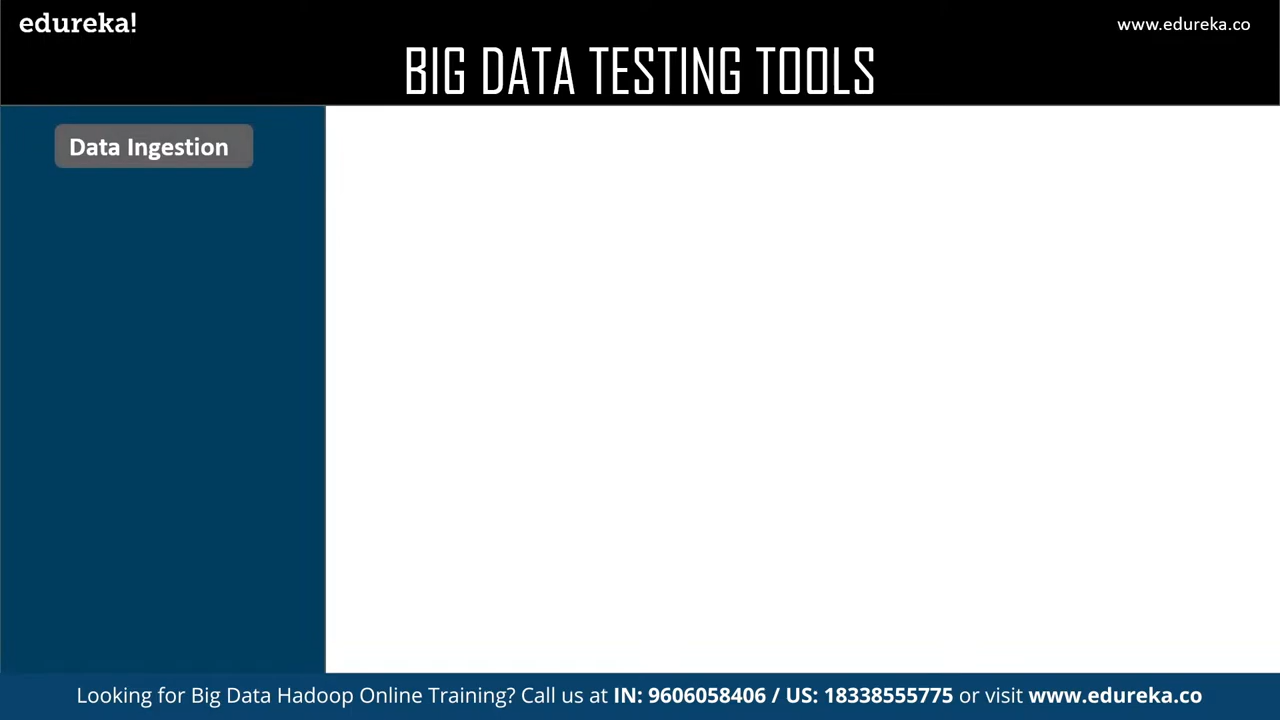 edureka!
www.edureka.co
BIG DATA TESTING TOOLS
Data Ingestion
Looking for Big Data Hadoop Online Training? Call us at IN: 9606058406 / US: 18338555775 or visit www.edureka.co